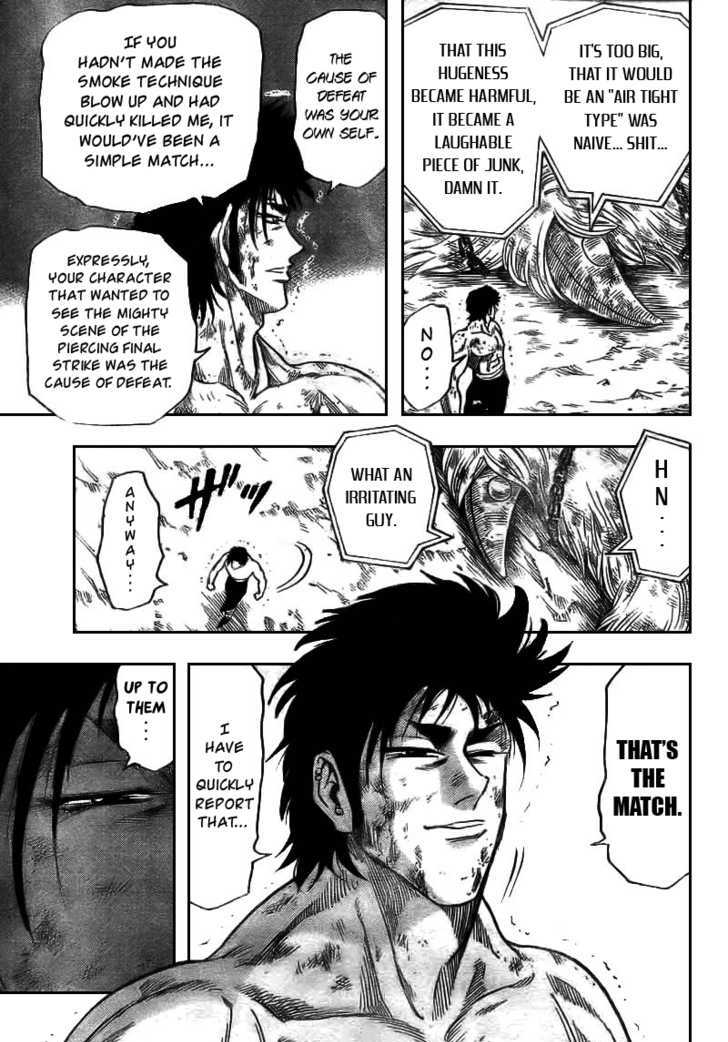 IT'S TOO BIG,
THAT IT WOULD
BE AN "AIR TIGHT
TYPE" WAS
NAIVE... SHIT...
THAT THIS
HUGENESS
BECAME HARMFUL,
IT BECAME A
LAUGHABLE
PIECE OF JUNK,
DAMN IT.
NO...
THE
CAUSE OF
DEFEAT
WAS YOUR
OWN SELF.
IF YOU
HADN'T MADE THE
SMOKE TECHNIQUE
BLOW UP AND HAD
QUICKLY KILLED ME, IT
WOULD'VE BEEN A
SIMPLE MATCH...
EXPRESSLY,
YOUR CHARACTER
THAT WANTED TO
SEE THE MIGHTY
SCENE OF THE
PIERCING FINAL
STRIKE WAS THE
CAUSE OF DEFEAT.
HN...
WHAT AN
IRRITATING
GUY.
ザッ
ANYWAY...
THAT'S
THE
MATCH.
I
HAVE
TO
QUICKLY
REPORT
THAT...
UP TO
THEM
...